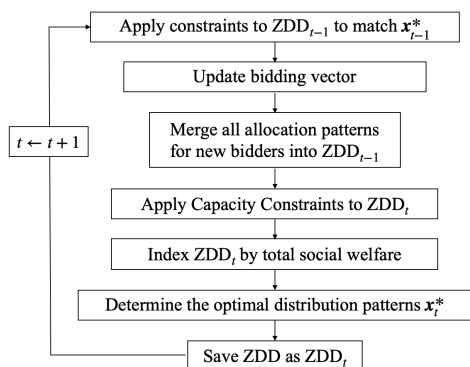 Apply constraints to ZDD_{t−1} to match x*_{t−1}
Update bidding vector
Merge all allocation patterns
for new bidders into ZDD_{t−1}
t ← t + 1
Apply Capacity Constraints to ZDD_t
Index ZDD_t by total social welfare
Determine the optimal distribution patterns x*_t
Save ZDD as ZDD_t